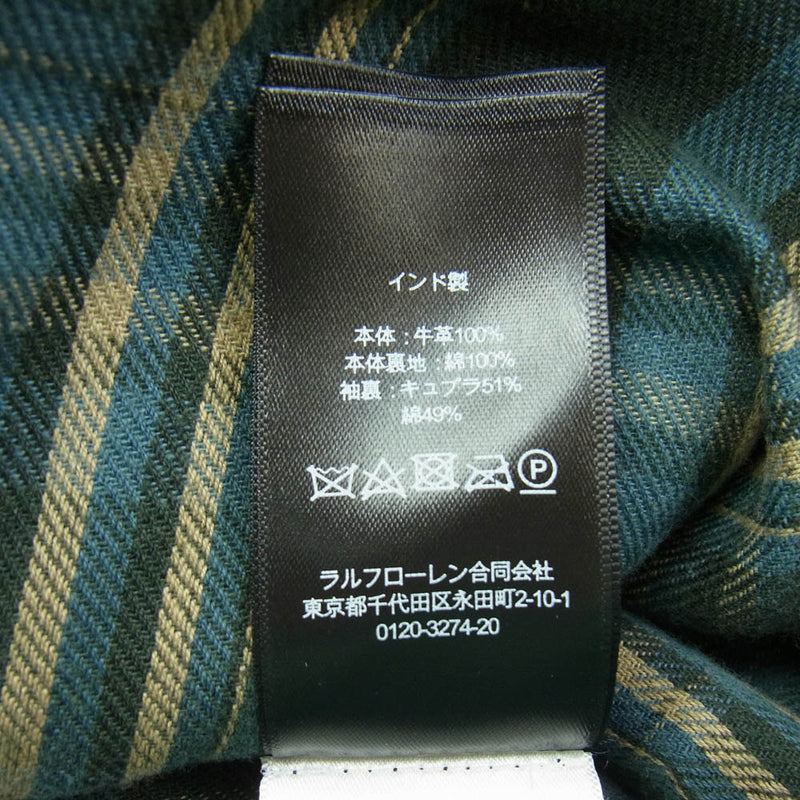 インド製
本体 : 牛革100%
本体裏地 : 綿100%
袖裏 : キュプラ51%
綿49%
P
ラルフローレン合同会社
東京都千代田区永田町2-10-1
0120-3274-20